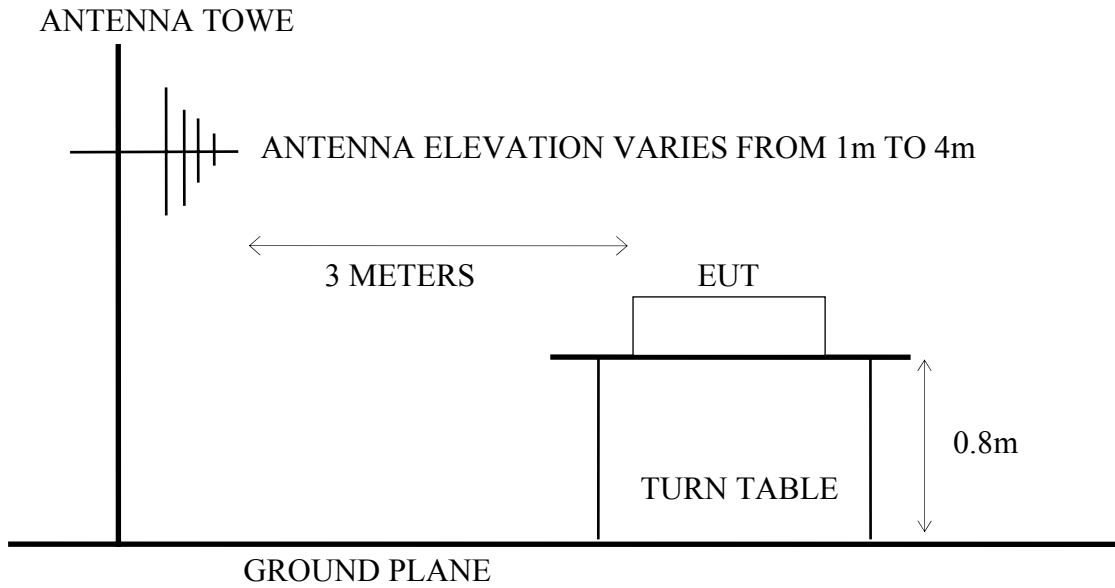 ANTENNA TOWE
ANTENNA ELEVATION VARIES FROM 1m TO 4m
3 METERS
EUT
0.8m
TURN TABLE
GROUND PLANE